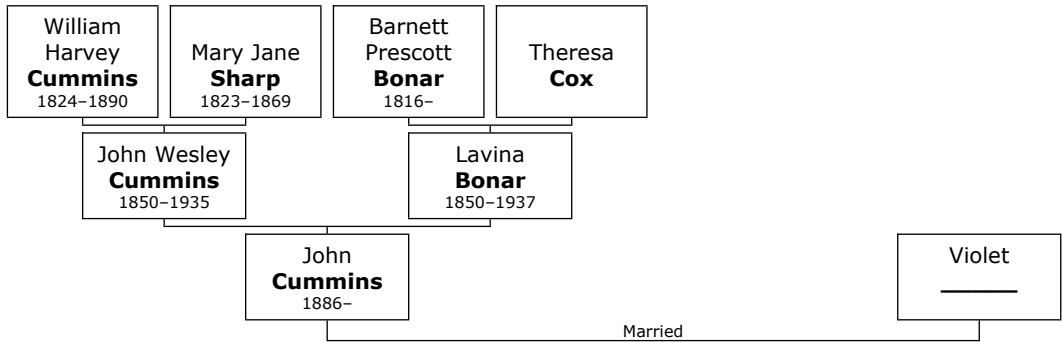 William
Harvey
Cummins
1824–1890
Mary Jane
Sharp
1823–1869
Barnett
Prescott
Bonar
1816–
Theresa
Cox
John Wesley
Cummins
1850–1935
Lavina
Bonar
1850–1937
John
Cummins
1886–
Violet
______
Married